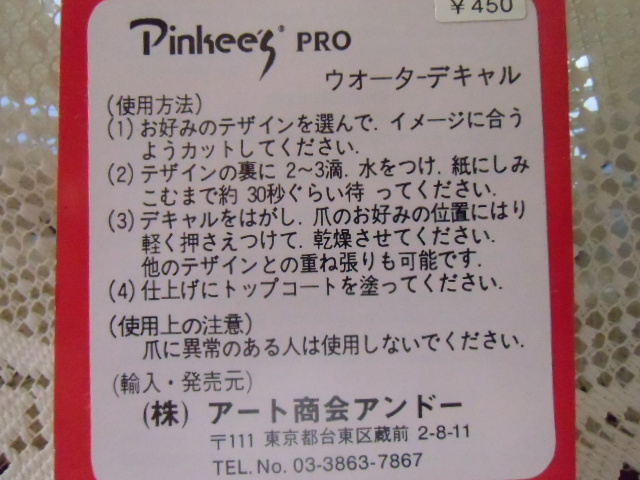 ￥450
Pinkee's® PRO
ウオーターデキャル
(使用方法)
(1) お好みのデザインを選んで. イメージに合う
ようカットしてください.
(2) デザインの裏に 2～3滴. 水をつけ. 紙にしみ
こむまで約 30秒ぐらい待 ってください.
(3) デキャルをはがし. 爪のお好みの位置にはり
軽く押さえつけて. 乾燥させてください.
他のデザインとの重ね張りも可能です.
(4) 仕上げにトップコートを塗ってください.
(使用上の注意)
爪に異常のある人は使用しないでください.
(輸入・発売元)
(株) アート商会アンドー
〒111 東京都台東区蔵前 2-8-11
TEL. No. 03-3863-7867